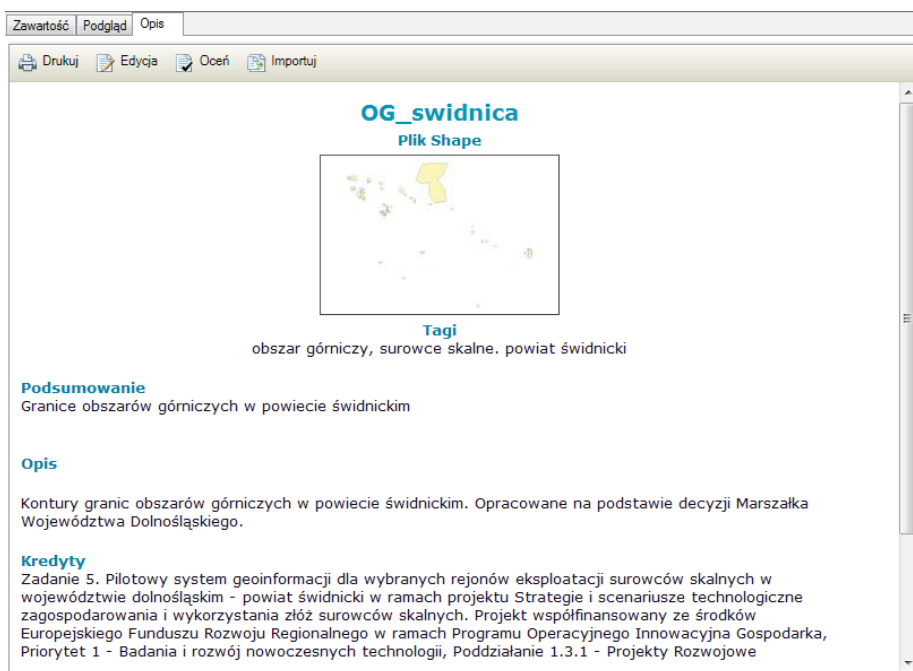 Zawartość Podgląd Opis
Drukuj Edycja Oceń Importuj
OG_swidnica
Plik Shape
Tagi
obszar górniczy, surowce skalne. powiat świdnicki
Podsumowanie
Granice obszarów górniczych w powiecie świdnickim
Opis
Kontury granic obszarów górniczych w powiecie świdnickim. Opracowane na podstawie decyzji Marszałka
Województwa Dolnośląskiego.
Kredyty
Zadanie 5. Pilotowy system geoinformacji dla wybranych rejonów eksploatacji surowców skalnych w
województwie dolnośląskim - powiat świdnicki w ramach projektu Strategie i scenariusze technologiczne
zagospodarowania i wykorzystania złóż surowców skalnych. Projekt współfinansowany ze środków
Europejskiego Funduszu Rozwoju Regionalnego w ramach Programu Operacyjnego Innowacyjna Gospodarka,
Priorytet 1 - Badania i rozwój nowoczesnych technologii, Poddziałanie 1.3.1 - Projekty Rozwojowe